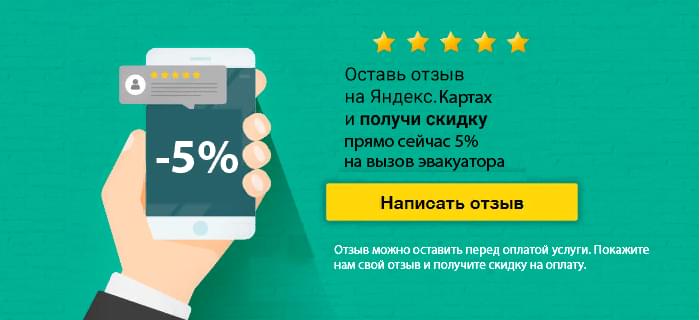 Оставь отзыв
на Яндекс.Картах
и получи скидку
прямо сейчас 5%
на вызов эвакуатора
-5%
Написать отзыв
Отзыв можно оставить перед оплатой услуги. Покажите
нам свой отзыв и получите скидку на оплату.